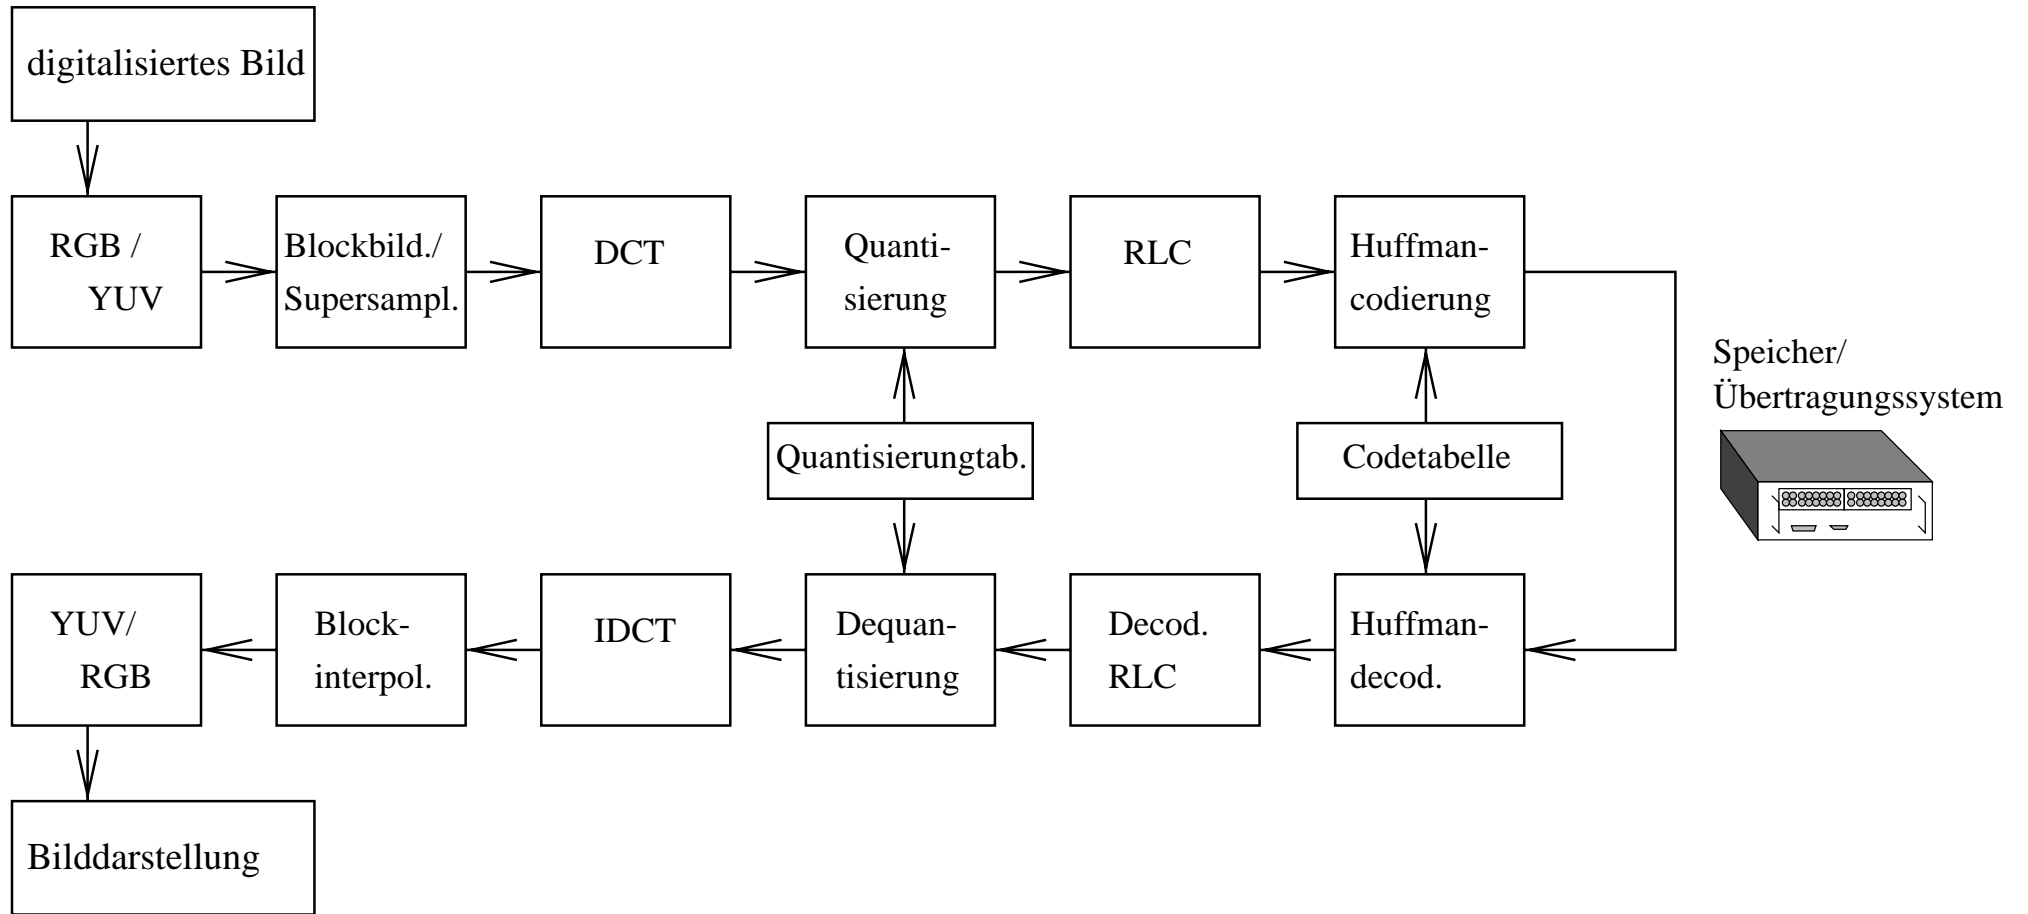 digitalisiertes Bild
RGB /
YUV
Blockbild./
Supersampl.
DCT
Quanti-
sierung
RLC
Huffman-
codierung
Speicher/
Übertragungssystem
Quantisierungtab.
Codetabelle
YUV/
RGB
Block-
interpol.
IDCT
Dequan-
tisierung
Decod.
RLC
Huffman-
decod.
Bilddarstellung